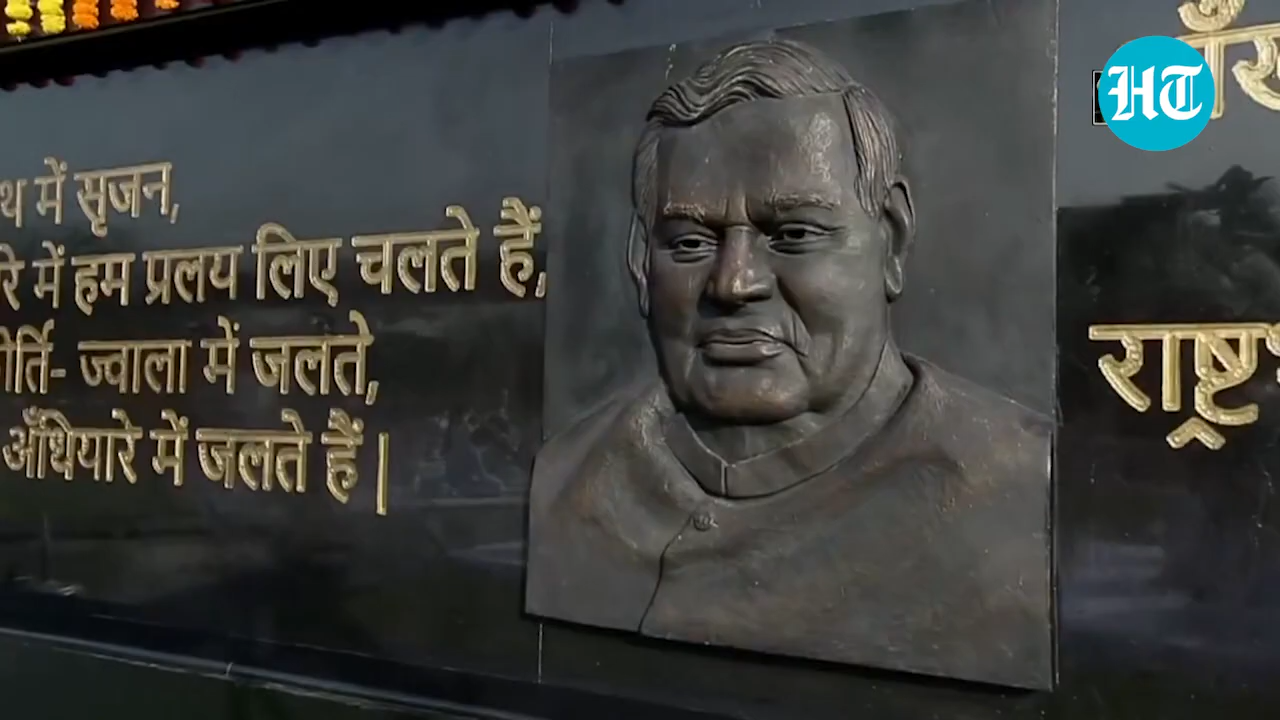 में सृजन,
में हम प्रलय लिए चलते हैं,
ज्वाला में जलते,
अँधियारे में जलते हैं|
HT